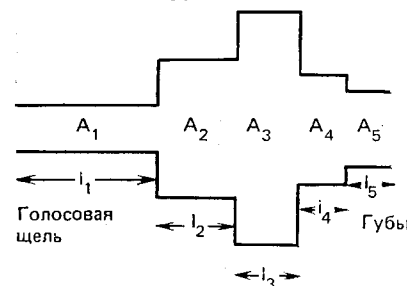 A₁ A₂ A₃ A₄ A₅
l₁
l₅
Голосовая
щель
l₂
l₄
Губы
l₃